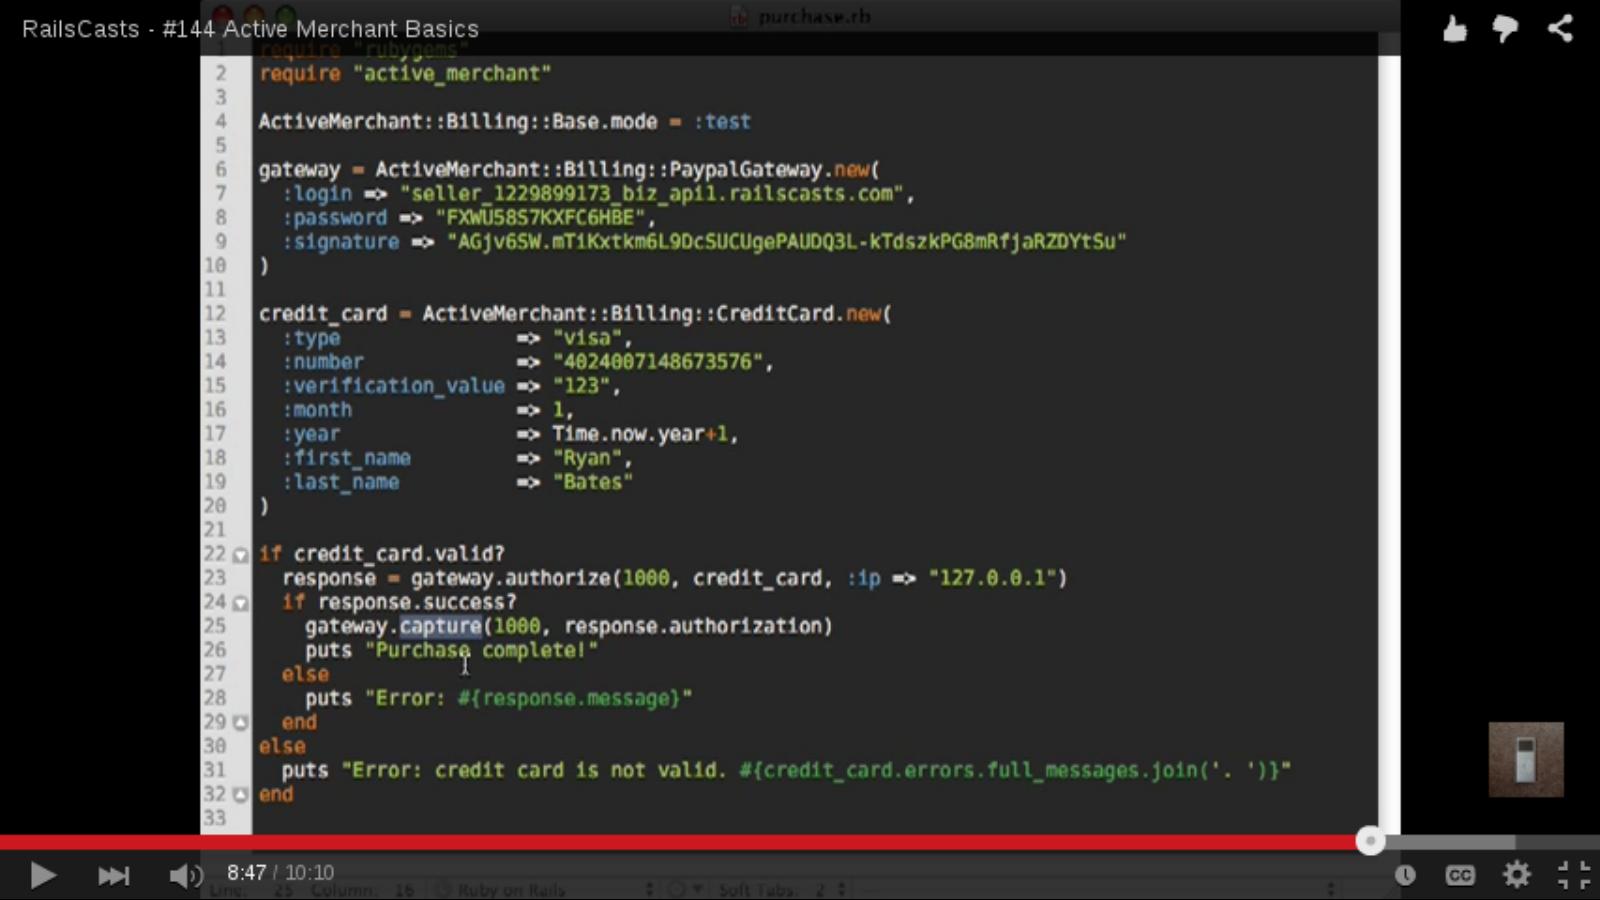 purchase.rb
RailsCasts - #144 Active Merchant Basics
1 require "rubygems"
2 require "active_merchant"
3
4 ActiveMerchant::Billing::Base.mode = :test
5
6 gateway = ActiveMerchant::Billing::PaypalGateway.new(
7 :login => "seller_1229899173_biz_api1.railscasts.com",
8 :password => "FXWU58S7KXFC6HBE",
9 :signature => "AGjv6SW.mTiKxtkm6L9DcSUCUgePAUDQ3L-kTdszkPG8mRfjaRZDYtSu"
10 )
11
12 credit_card = ActiveMerchant::Billing::CreditCard.new(
13 :type => "visa",
14 :number => "4024007148673576",
15 :verification_value => "123",
16 :month => 1,
17 :year => Time.now.year+1,
18 :first_name => "Ryan",
19 :last_name => "Bates"
20 )
21
22 if credit_card.valid?
23 response = gateway.authorize(1000, credit_card, :ip => "127.0.0.1")
24 if response.success?
25 gateway.capture(1000, response.authorization)
26 puts "Purchase complete!"
27 else
28 puts "Error: #{response.message}"
29 end
30 else
31 puts "Error: credit card is not valid. #{credit_card.errors.full_messages.join('. ')}"
32 end
33
8:47 / 10:10
CC
Line: 25 Column: 16 Ruby on Rails Soft Tabs: 2